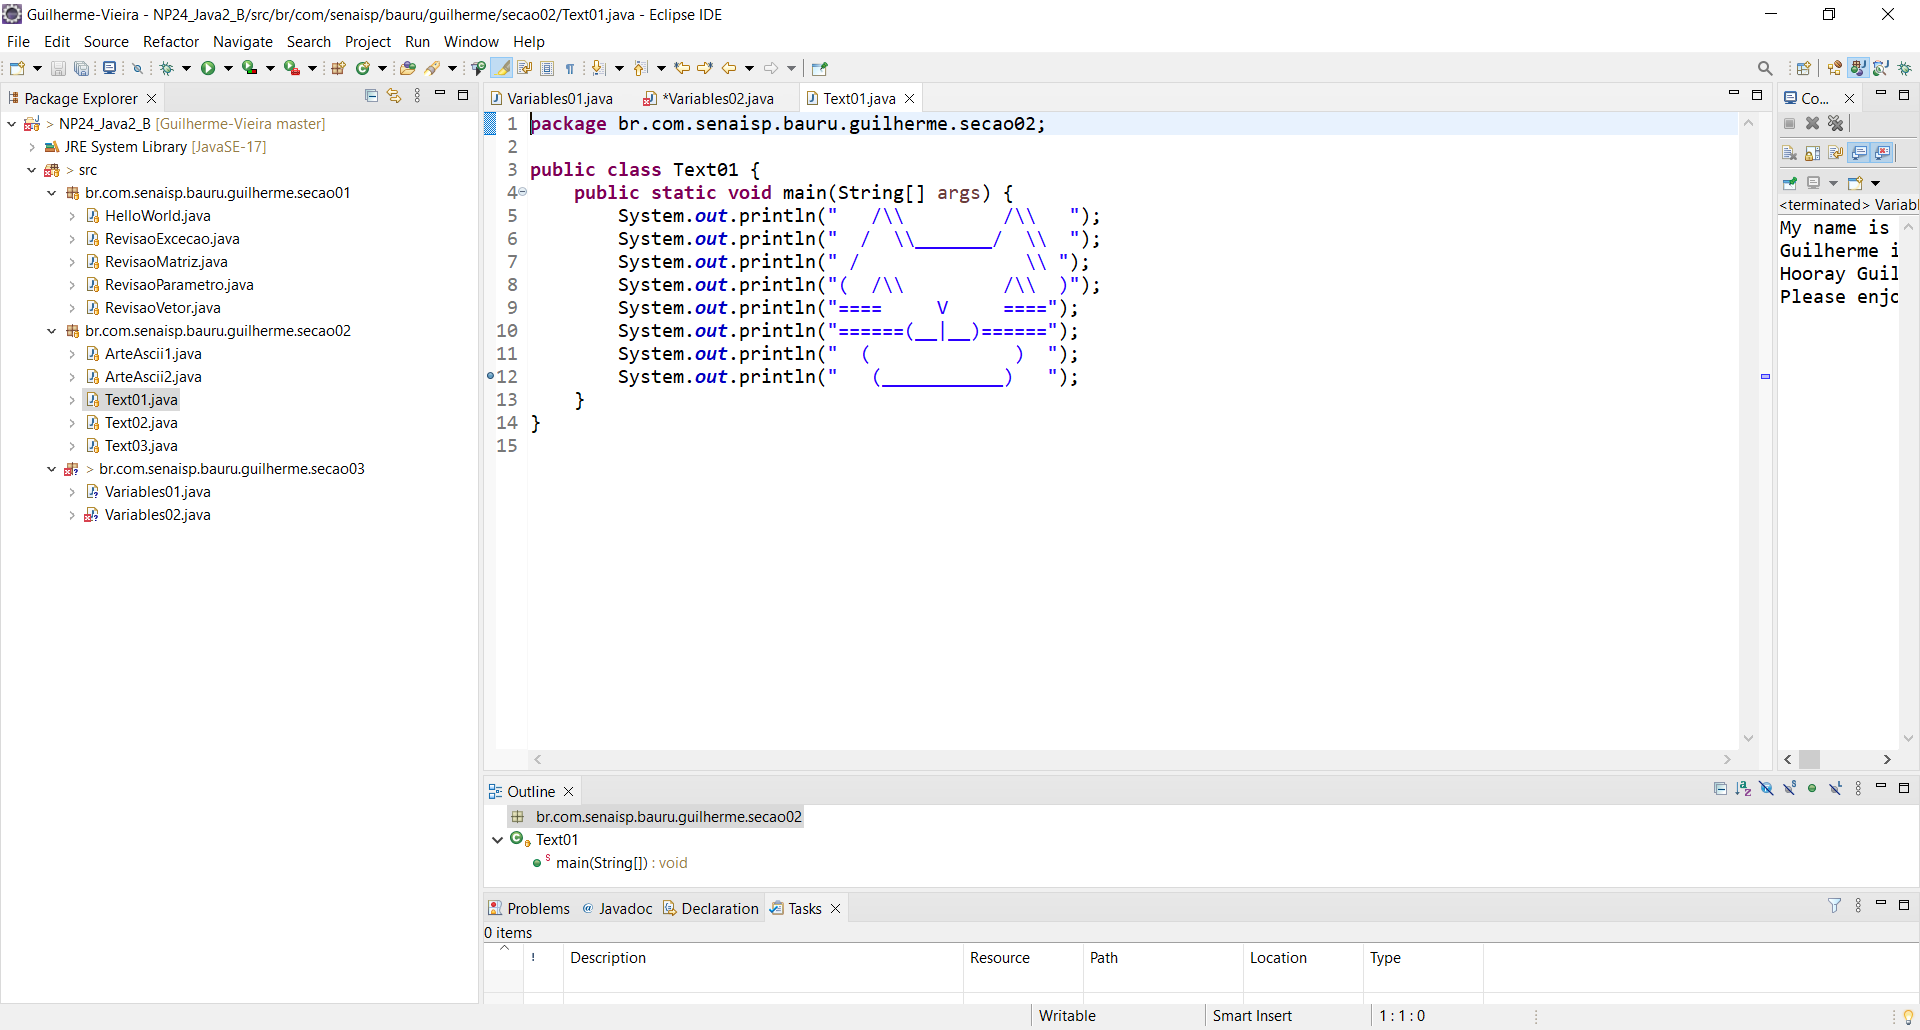 Guilherme-Vieira - NP24_Java2_B/src/br/com/senaisp/bauru/guilherme/secao02/Text01.java - Eclipse IDE
File Edit Source Refactor Navigate Search Project Run Window Help
Package Explorer
> NP24_Java2_B [Guilherme-Vieira master]
JRE System Library [JavaSE-17]
> src
br.com.senaisp.bauru.guilherme.secao01
HelloWorld.java
RevisaoExcecao.java
RevisaoMatriz.java
RevisaoParametro.java
RevisaoVetor.java
br.com.senaisp.bauru.guilherme.secao02
ArteAscii1.java
ArteAscii2.java
Text01.java
Text02.java
Text03.java
> br.com.senaisp.bauru.guilherme.secao03
Variables01.java
Variables02.java
Variables01.java *Variables02.java Text01.java
1 package br.com.senaisp.bauru.guilherme.secao02;
2
3 public class Text01 {
4     public static void main(String[] args) {
5         System.out.println("   /\\         /\\   ");
6         System.out.println("  /  \\_______/  \\  ");
7         System.out.println(" /               \\ ");
8         System.out.println("(  /\\         /\\  )");
9         System.out.println("====     V     ====");
10         System.out.println("======(__|__)======");
11         System.out.println("  (             )  ");
12         System.out.println("   (___________)   ");
13     }
14 }
15
Co...
<terminated> Variabl
My name is
Guilherme i
Hooray Guil
Please enjo
Outline
br.com.senaisp.bauru.guilherme.secao02
Text01
main(String[]) : void
Problems @ Javadoc Declaration Tasks
0 items
! Description Resource Path Location Type
Writable Smart Insert 1 : 1 : 0